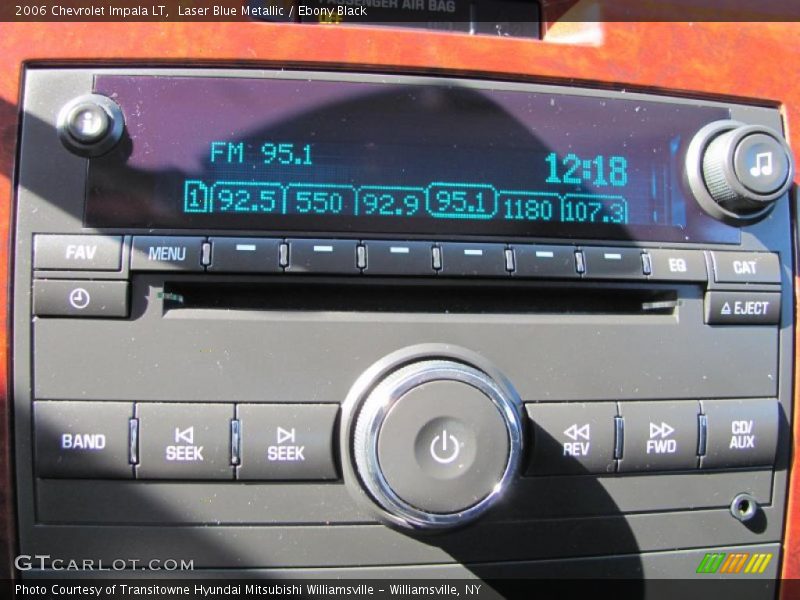 2006 Chevrolet Impala LT,  Laser Blue Metallic / Ebony Black
PASSENGER AIR BAG
FM 95.1
12:18
1 92.5 550 92.9 95.1 1180 107.3
FAV MENU EQ CAT
EJECT
BAND SEEK SEEK REV FWD CD/
AUX
GTCARLOT.COM
Photo Courtesy of Transitowne Hyundai Mitsubishi Williamsville - Williamsville, NY